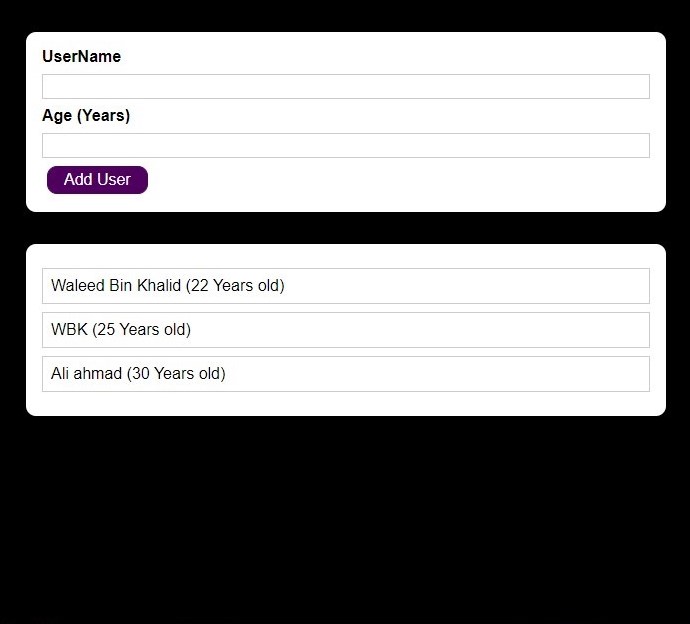 UserName
Age (Years)
Add User
Waleed Bin Khalid (22 Years old)
WBK (25 Years old)
Ali ahmad (30 Years old)